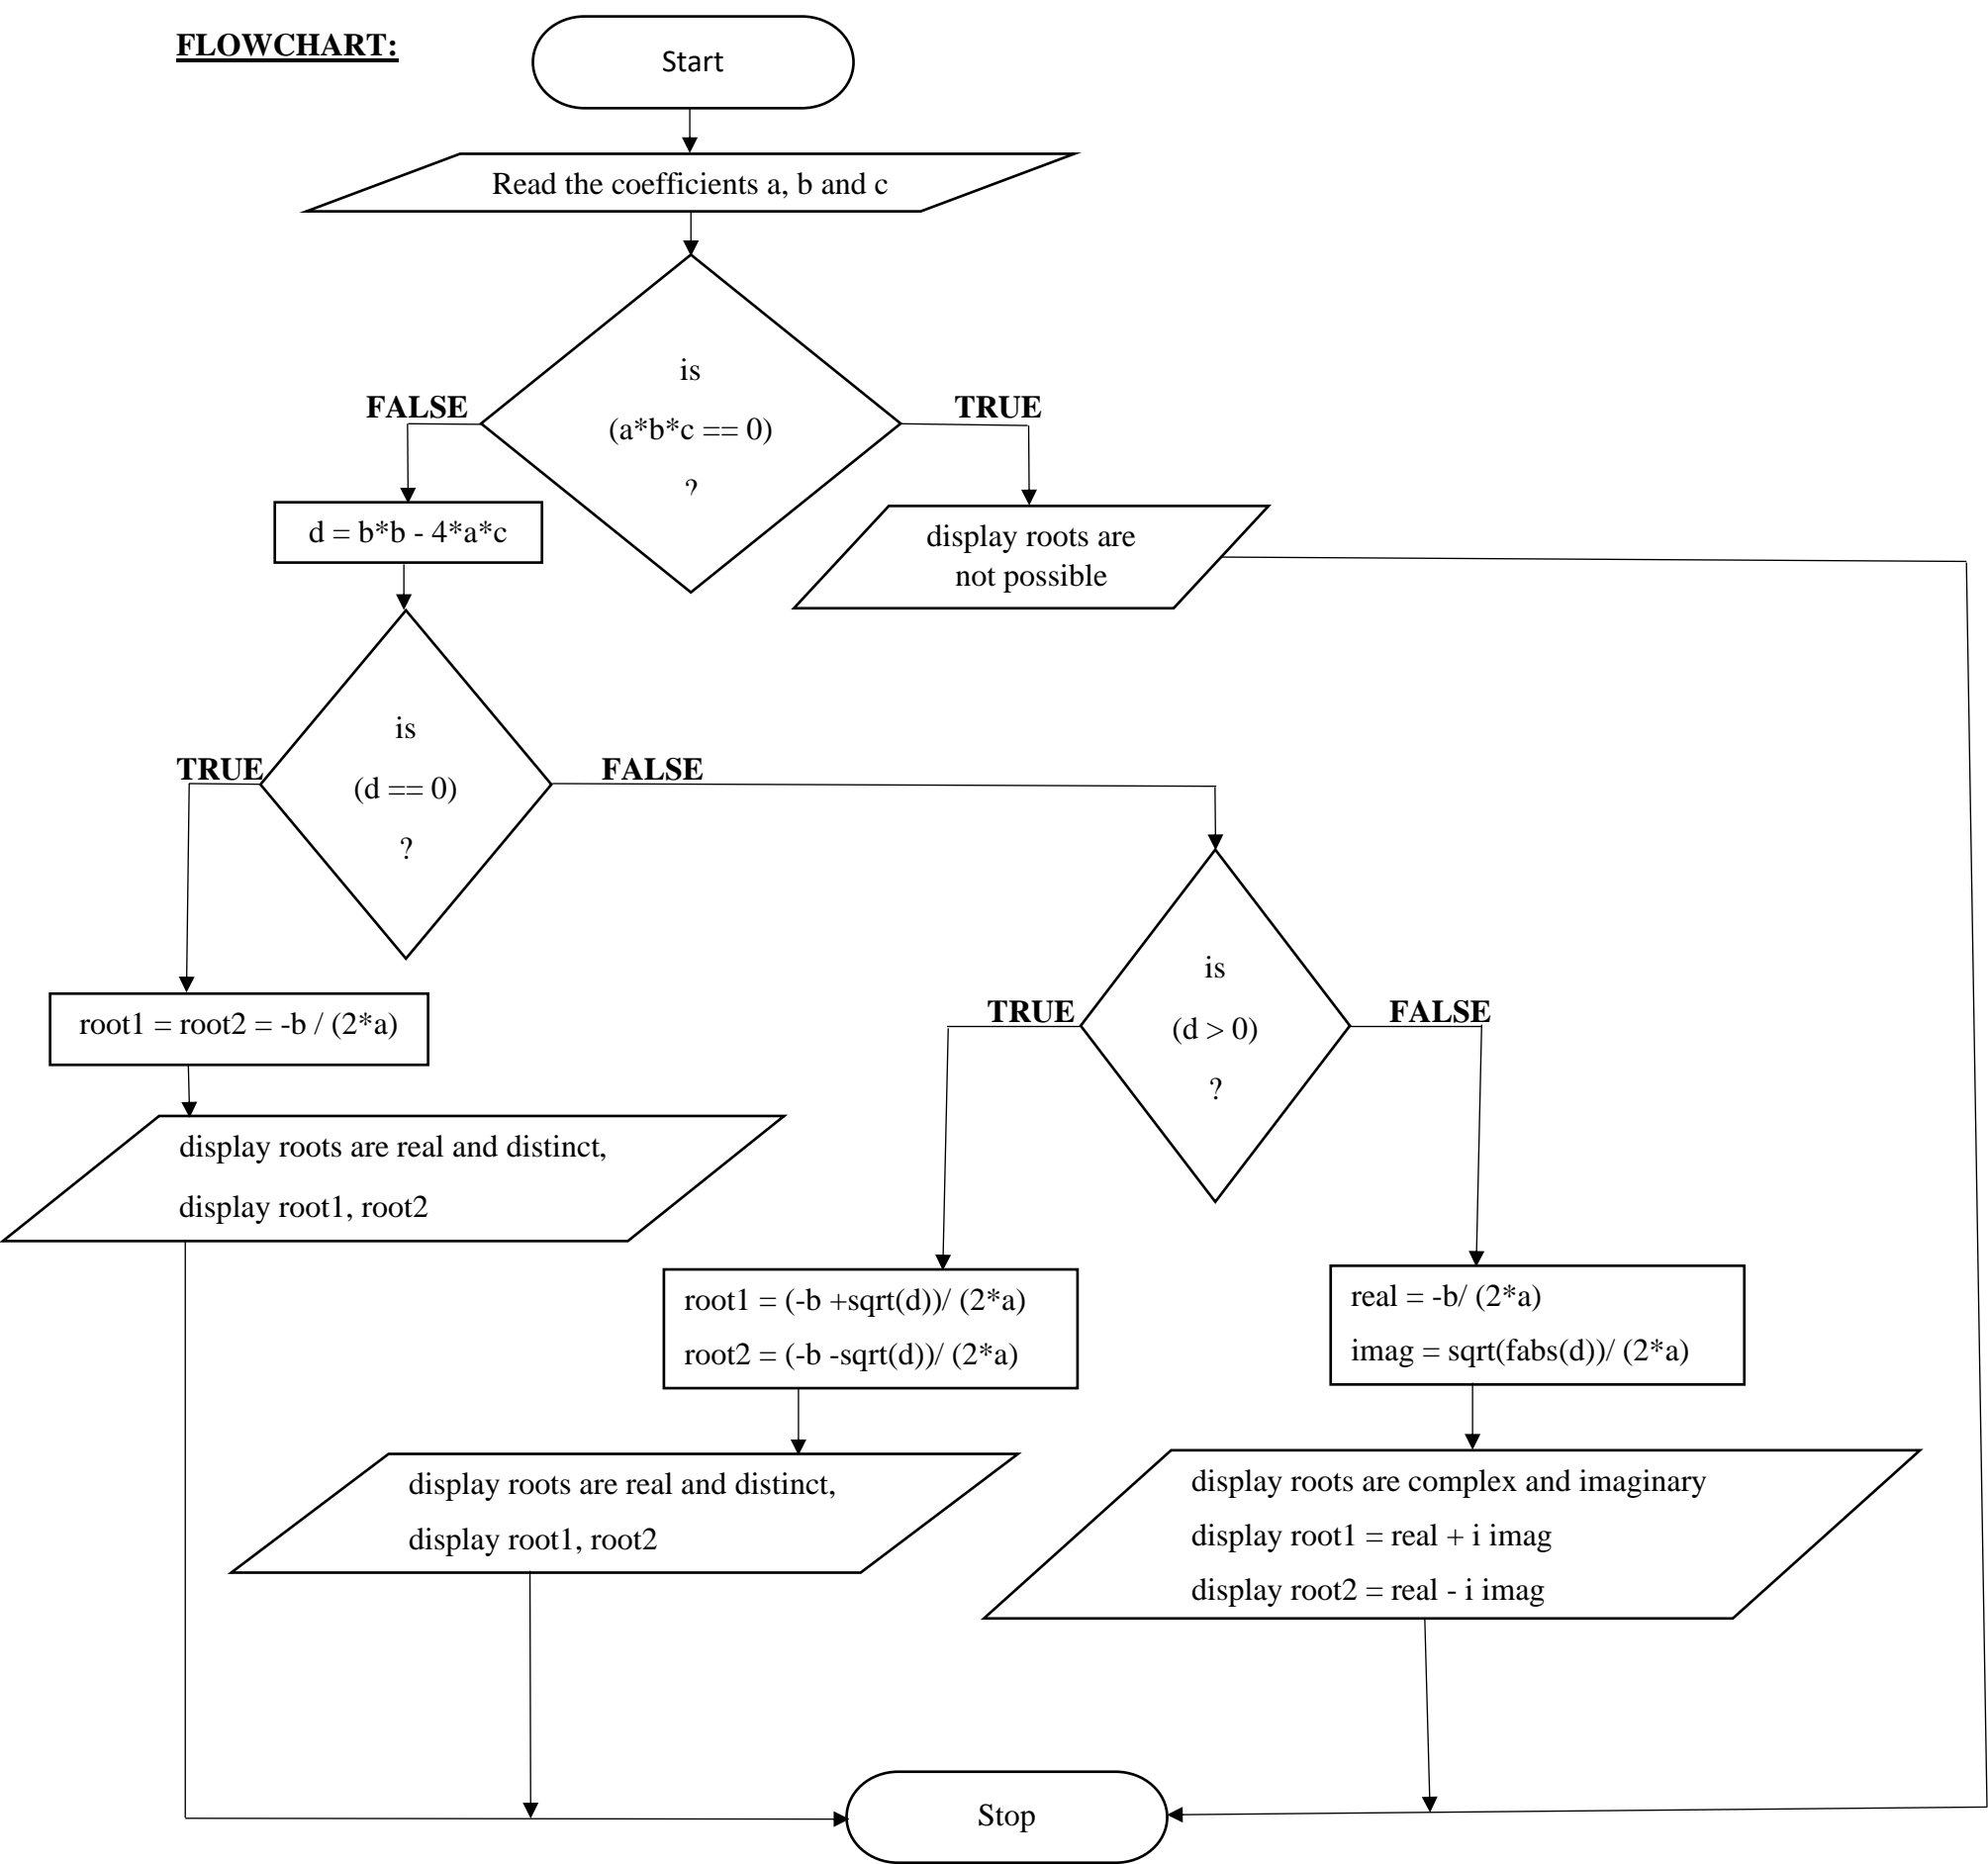 FLOWCHART:
Start
Read the coefficients a, b and c
is
(a*b*c == 0)
?
FALSE
TRUE
d = b*b - 4*a*c
display roots are
not possible
is
(d == 0)
?
TRUE
FALSE
is
(d > 0)
?
TRUE
FALSE
root1 = root2 = -b / (2*a)
display roots are real and distinct,
display root1, root2
root1 = (-b +sqrt(d))/ (2*a)
root2 = (-b -sqrt(d))/ (2*a)
real = -b/ (2*a)
imag = sqrt(fabs(d))/ (2*a)
display roots are real and distinct,
display root1, root2
display roots are complex and imaginary
display root1 = real + i imag
display root2 = real - i imag
Stop